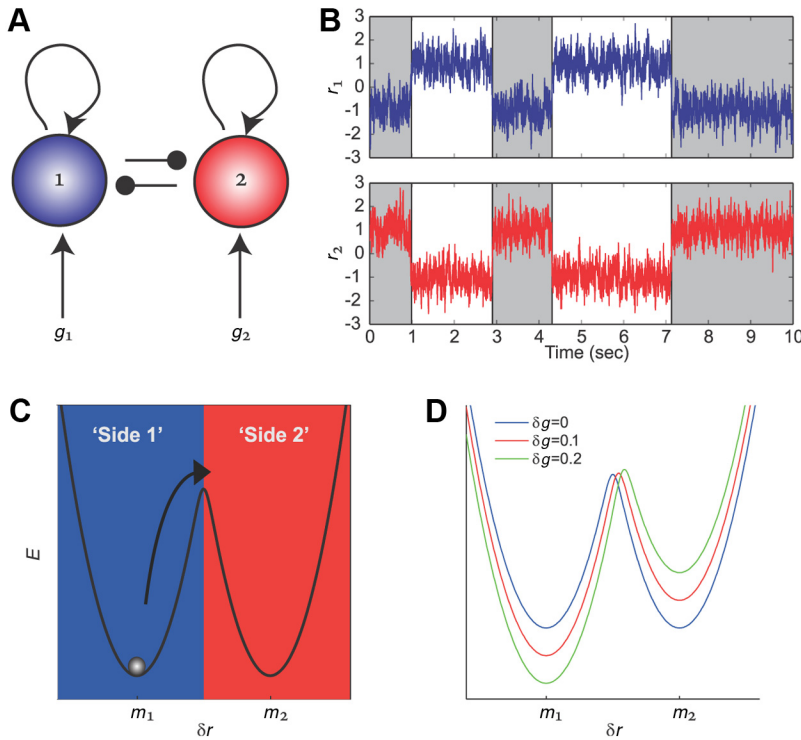 A
1
2
g1
g2
B
3
2
1
0
1
2
-3
r1
3
2
1
0
-1
-2
-3
r2
0 1 2 3 4 5 6 7 8 9 10
Time (sec)
C
'Side 1' 'Side 2'
E
m1 m2
δr
D
δg=0
δg=0.1
δg=0.2
m1 m2
δr